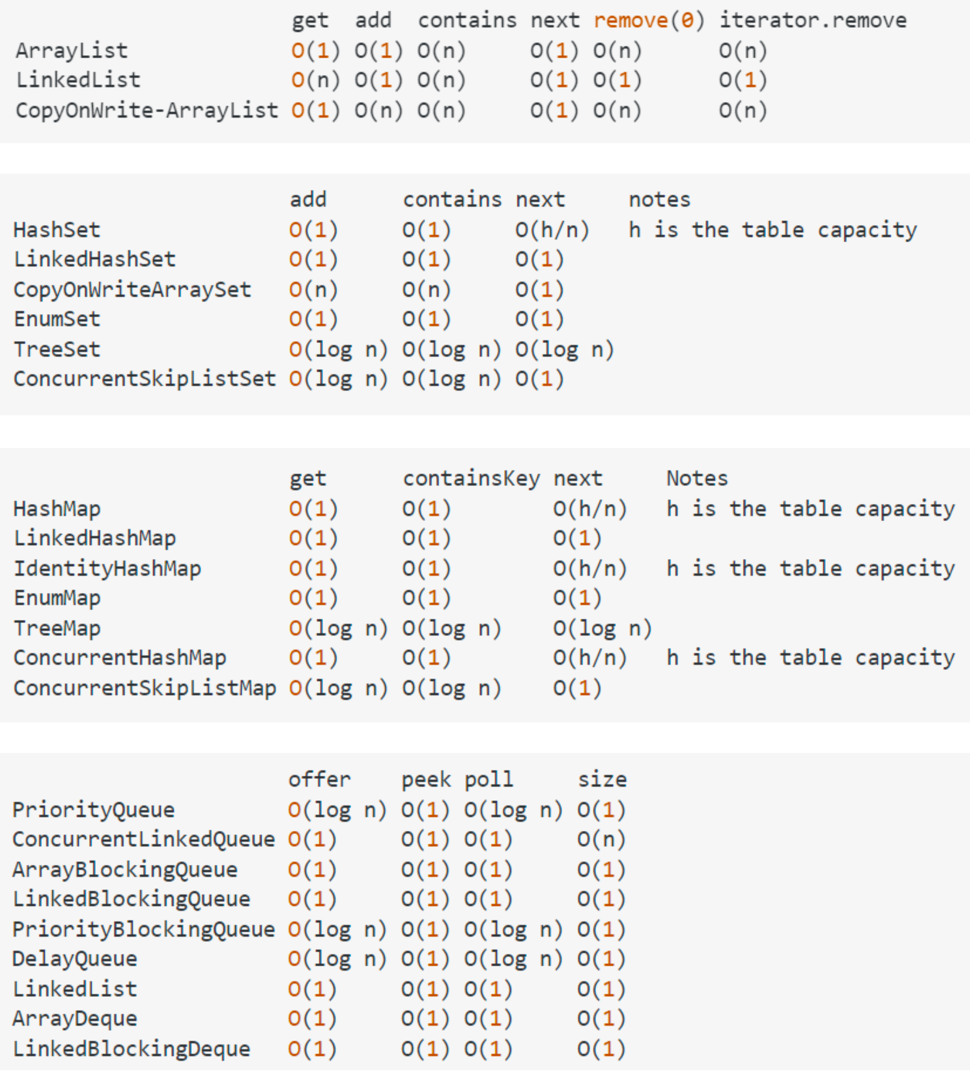 get add contains next remove(0) iterator.remove
ArrayList O(1) O(1) O(n) O(1) O(n) O(n)
LinkedList O(n) O(1) O(n) O(1) O(1) O(1)
CopyOnWrite-ArrayList O(1) O(n) O(n) O(1) O(n) O(n)
add contains next notes
HashSet O(1) O(1) O(h/n) h is the table capacity
LinkedHashSet O(1) O(1) O(1)
CopyOnWriteArraySet O(n) O(n) O(1)
EnumSet O(1) O(1) O(1)
TreeSet O(log n) O(log n) O(log n)
ConcurrentSkipListSet O(log n) O(log n) O(1)
get containsKey next Notes
HashMap O(1) O(1) O(h/n) h is the table capacity
LinkedHashMap O(1) O(1) O(1)
IdentityHashMap O(1) O(1) O(h/n) h is the table capacity
EnumMap O(1) O(1) O(1)
TreeMap O(log n) O(log n) O(log n)
ConcurrentHashMap O(1) O(1) O(h/n) h is the table capacity
ConcurrentSkipListMap O(log n) O(log n) O(1)
offer peek poll size
PriorityQueue O(log n) O(1) O(log n) O(1)
ConcurrentLinkedQueue O(1) O(1) O(1) O(n)
ArrayBlockingQueue O(1) O(1) O(1) O(1)
LinkedBlockingQueue O(1) O(1) O(1) O(1)
PriorityBlockingQueue O(log n) O(1) O(log n) O(1)
DelayQueue O(log n) O(1) O(log n) O(1)
LinkedList O(1) O(1) O(1) O(1)
ArrayDeque O(1) O(1) O(1) O(1)
LinkedBlockingDeque O(1) O(1) O(1) O(1)